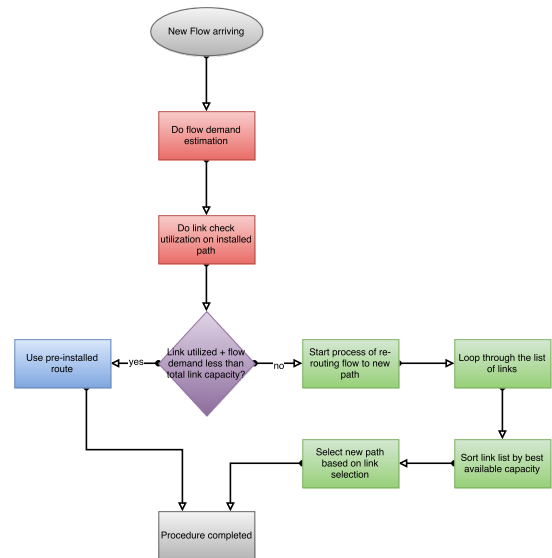 New Flow arriving
Do flow demand
estimation
Do link check
utilization on installed
path
Link utilized + flow
demand less than
total link capacity?
yes
no
Use pre-installed
route
Start process of re-
routing flow to new
path
Loop through the list
of links
Sort link list by best
available capacity
Select new path
based on link
selection
Procedure completed